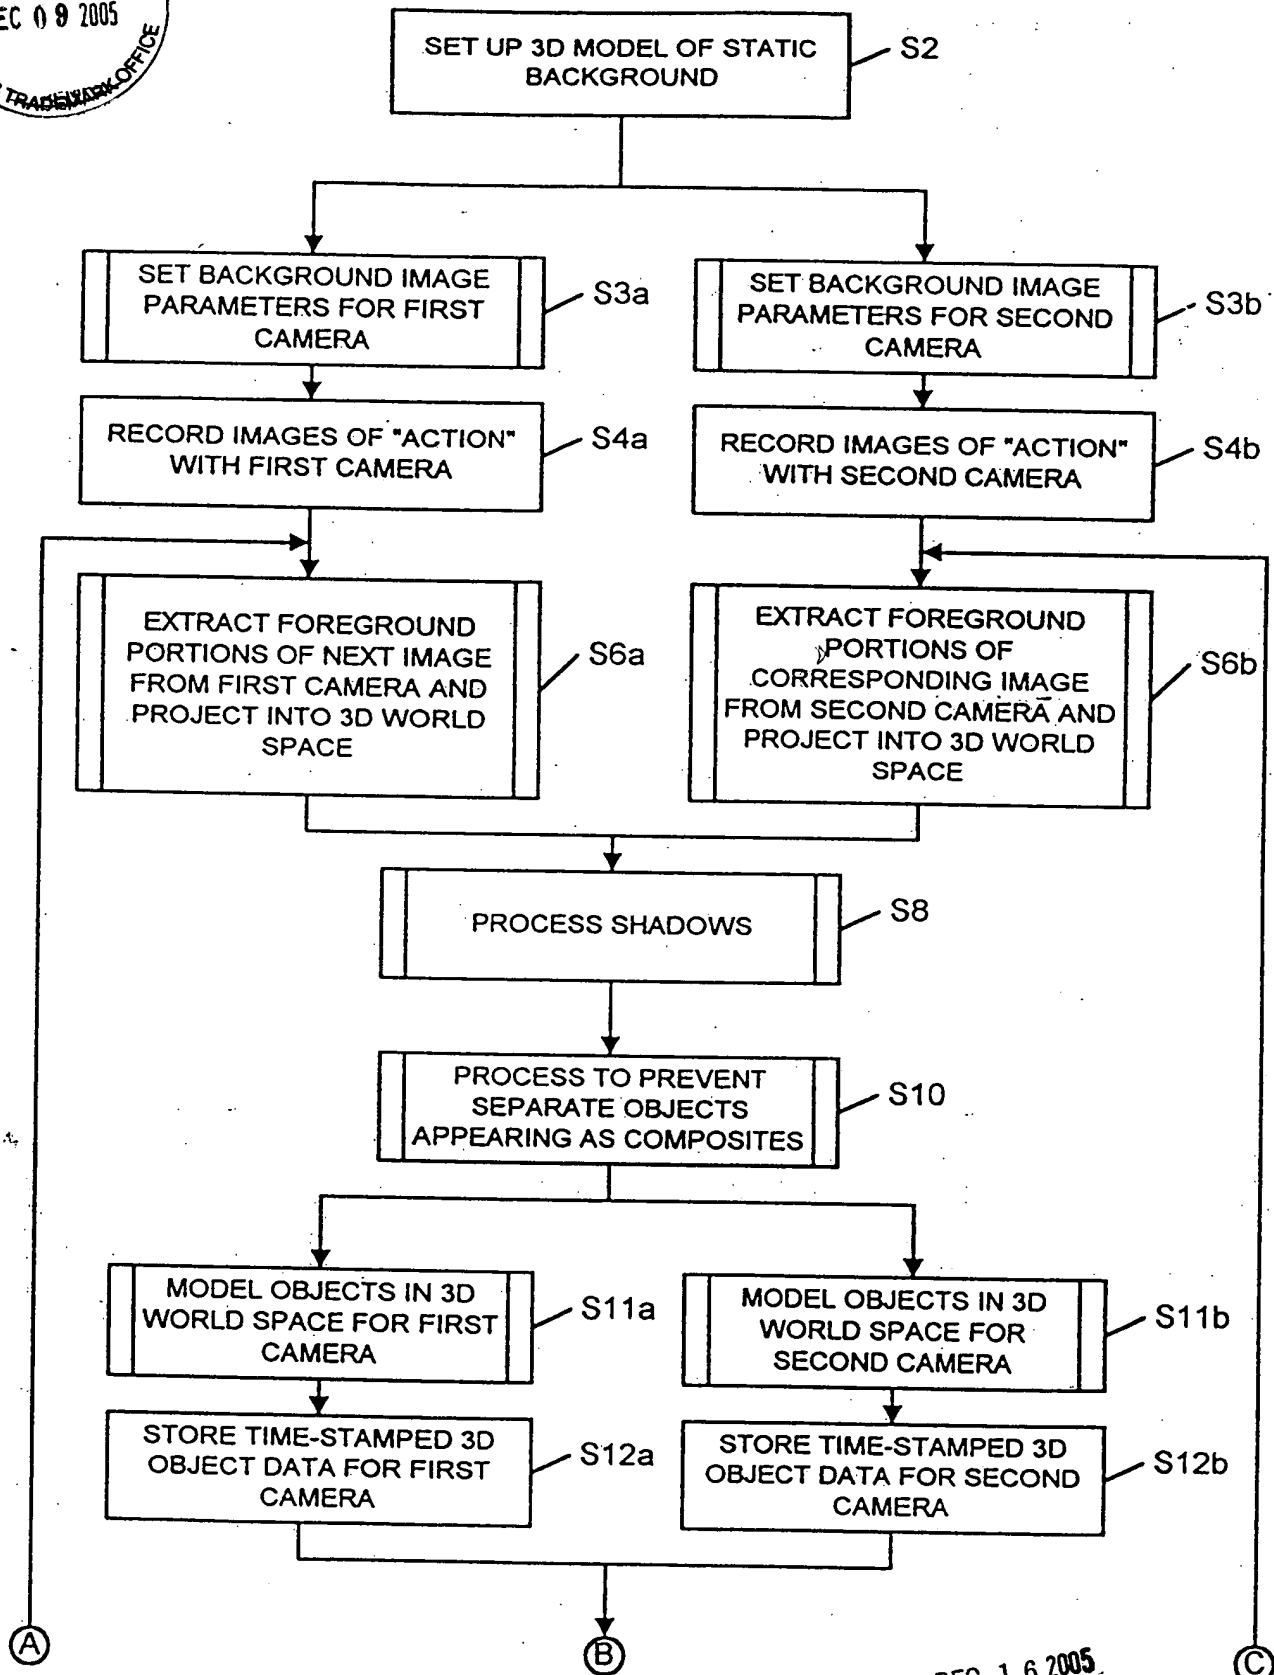 EC 09 2005
TRADEMARK OFFICE
SET UP 3D MODEL OF STATIC
BACKGROUND
S2
SET BACKGROUND IMAGE
PARAMETERS FOR FIRST
CAMERA
S3a
SET BACKGROUND IMAGE
PARAMETERS FOR SECOND
CAMERA
S3b
RECORD IMAGES OF "ACTION"
WITH FIRST CAMERA
S4a
RECORD IMAGES OF "ACTION"
WITH SECOND CAMERA
S4b
EXTRACT FOREGROUND
PORTIONS OF NEXT IMAGE
FROM FIRST CAMERA AND
PROJECT INTO 3D WORLD
SPACE
S6a
EXTRACT FOREGROUND
PORTIONS OF
CORRESPONDING IMAGE
FROM SECOND CAMERA AND
PROJECT INTO 3D WORLD
SPACE
S6b
PROCESS SHADOWS
S8
PROCESS TO PREVENT
SEPARATE OBJECTS
APPEARING AS COMPOSITES
S10
MODEL OBJECTS IN 3D
WORLD SPACE FOR FIRST
CAMERA
S11a
MODEL OBJECTS IN 3D
WORLD SPACE FOR
SECOND CAMERA
S11b
STORE TIME-STAMPED 3D
OBJECT DATA FOR FIRST
CAMERA
S12a
STORE TIME-STAMPED 3D
OBJECT DATA FOR SECOND
CAMERA
S12b
A
B
C
DEC 16 2005